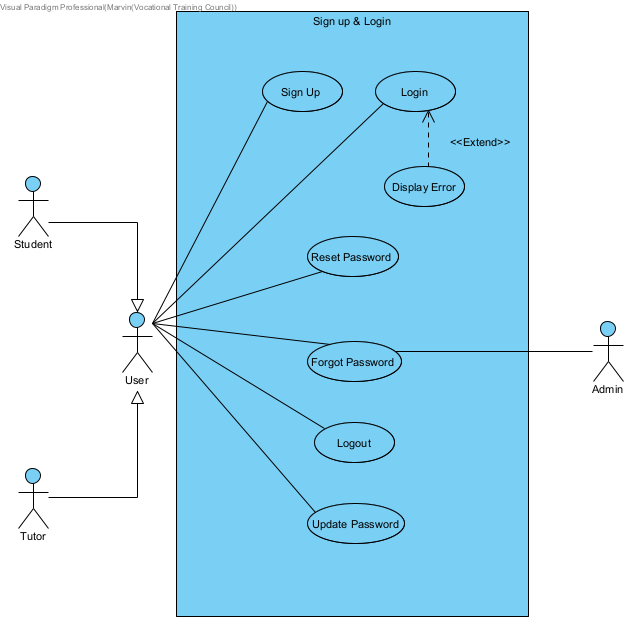 Visual Paradigm Professional(Marvin(Vocational Training Council))
Sign up & Login
Sign Up
Login
<<Extend>>
Display Error
Student
Reset Password
User
Forgot Password
Admin
Logout
Update Password
Tutor